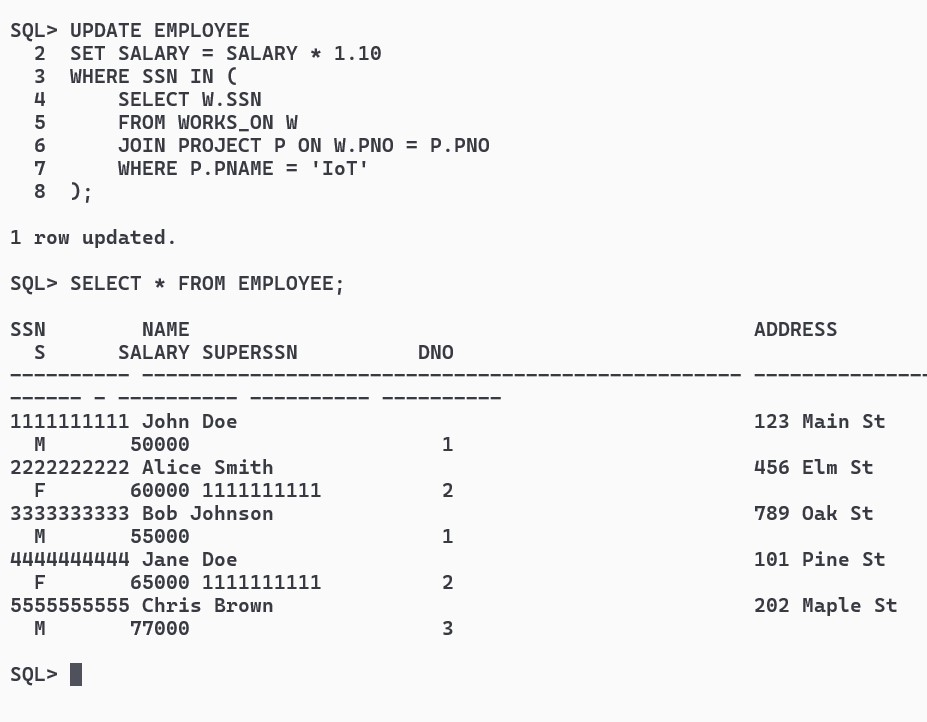 SQL> UPDATE EMPLOYEE
  2  SET SALARY = SALARY * 1.10
  3  WHERE SSN IN (
  4      SELECT W.SSN
  5      FROM WORKS_ON W
  6      JOIN PROJECT P ON W.PNO = P.PNO
  7      WHERE P.PNAME = 'IoT'
  8  );

1 row updated.

SQL> SELECT * FROM EMPLOYEE;

SSN        NAME                                               ADDRESS
  S      SALARY SUPERSSN          DNO
---------- -------------------------------------------------- ---------------
------ - ---------- ---------- ----------
1111111111 John Doe                                           123 Main St
  M       50000                     1
2222222222 Alice Smith                                        456 Elm St
  F       60000 1111111111          2
3333333333 Bob Johnson                                        789 Oak St
  M       55000                     1
4444444444 Jane Doe                                           101 Pine St
  F       65000 1111111111          2
5555555555 Chris Brown                                        202 Maple St
  M       77000                     3

SQL>